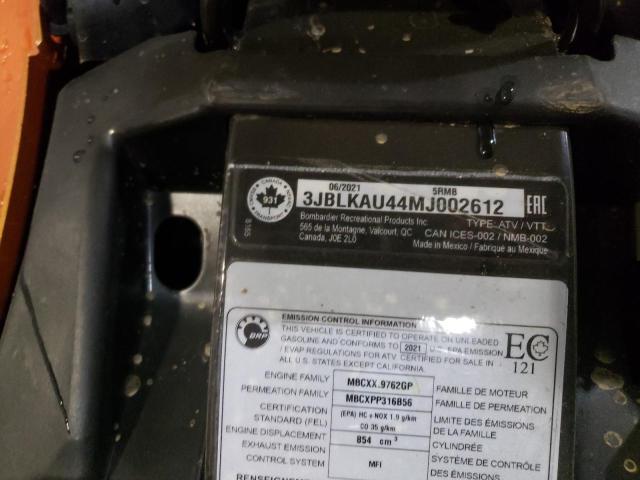 06/2021 5RMB
3JBLKAU44MJ002612
EAC
931
Bombardier Recreational Products Inc.
565 de la Montagne, Valcourt, QC
Canada, J0E 2L0
TYPE: ATV / VTT
CAN ICES-002 / NMB-002
Made in Mexico / Fabriqué au Mexique
BRP
EMISSION CONTROL INFORMATION
THIS VEHICLE IS CERTIFIED TO OPERATE ON UNLEADED
GASOLINE AND CONFORMS TO 2021 U.S. EPA EMISSION
/ EVAP REGULATIONS FOR ATV. CERTIFIED FOR SALE IN
ALL U.S. STATES EXCEPT CALIFORNIA.
EC
121
ENGINE FAMILY MBCXX.9762GP FAMILLE DE MOTEUR
PERMEATION FAMILY MBCXPP316B56 FAMILLE DE PERMEATION
CERTIFICATION
STANDARD (FEL)
(EPA) HC + NOX 1.9 g/km
CO 35 g/km
LIMITE DES ÉMISSIONS
DE LA FAMILLE
ENGINE DISPLACEMENT 854 cm³ CYLINDRÉE
EXHAUST EMISSION
CONTROL SYSTEM
MFI
SYSTÈME DE CONTRÔLE
DES ÉMISSIONS